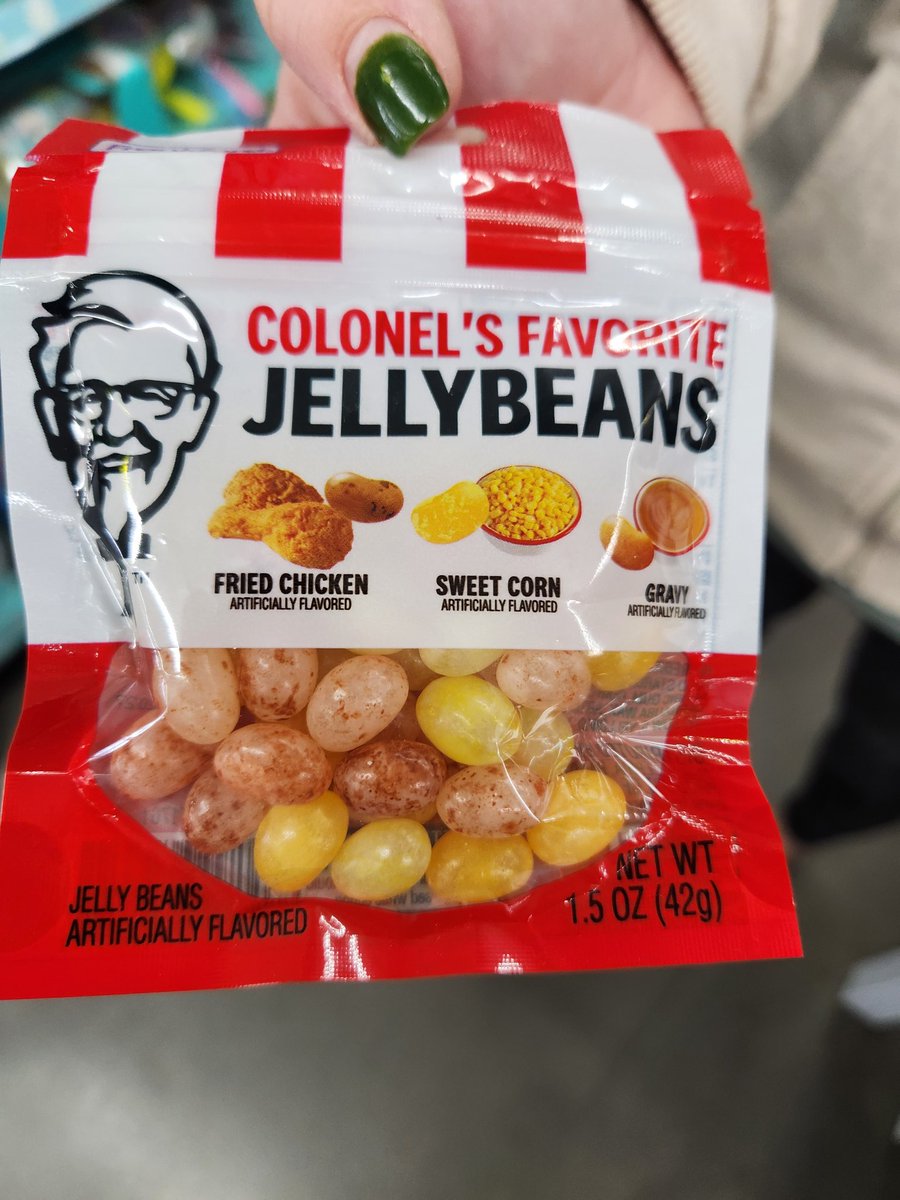 COLONEL'S FAVORITE
JELLYBEANS
FRIED CHICKEN
ARTIFICIALLY FLAVORED
SWEET CORN
ARTIFICIALLY FLAVORED
GRAVY
ARTIFICIALLY FLAVORED
JELLY BEANS
ARTIFICIALLY FLAVORED
NET WT
1.5 OZ (42g)